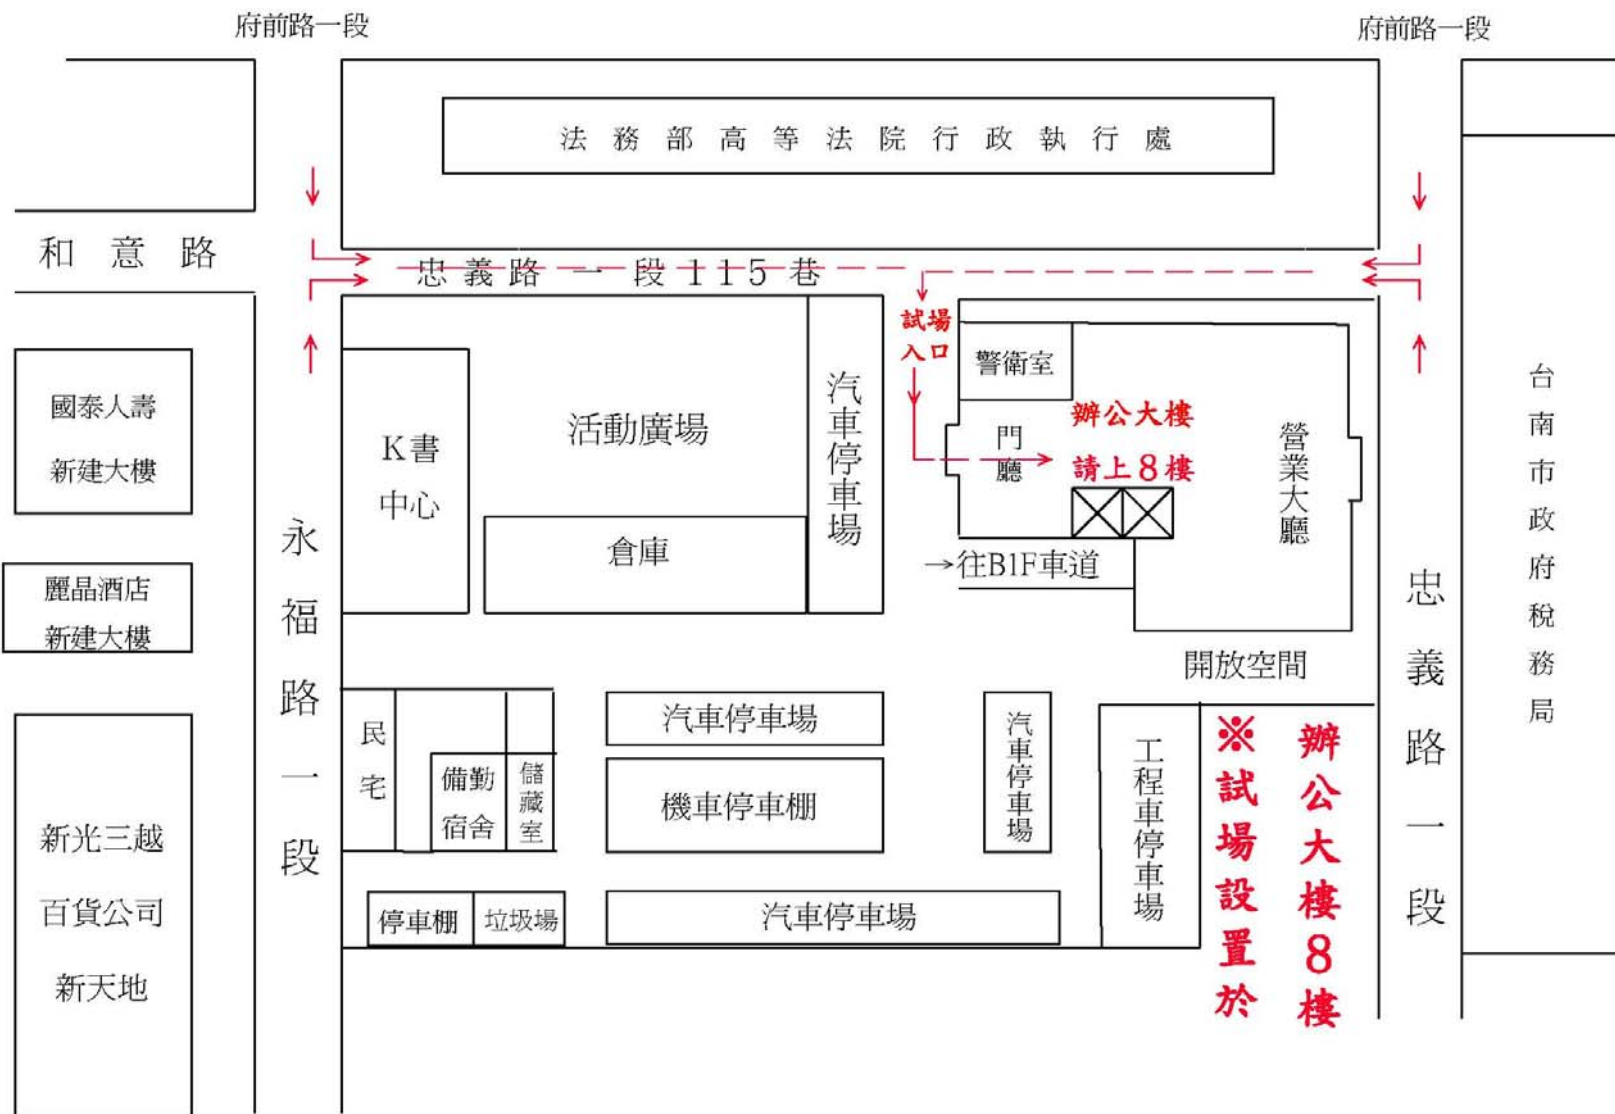 府前路一段
府前路一段
法務部高等法院行政執行處
和意路
忠義路一段115巷
試場
入口
警衛室
國泰人壽
新建大樓
K書
中心
活動廣場
汽車停車場
門廳
辦公大樓
請上8樓
營業大廳
台南市政府稅務局
倉庫
→往B1F車道
麗晶酒店
新建大樓
永福路一段
忠義路一段
開放空間
民宅
備勤
宿舍
儲藏室
汽車停車場
機車停車棚
汽車停車場
工程車停車場
※試場設置於
辦公大樓8樓
新光三越
百貨公司
新天地
停車棚
垃圾場
汽車停車場